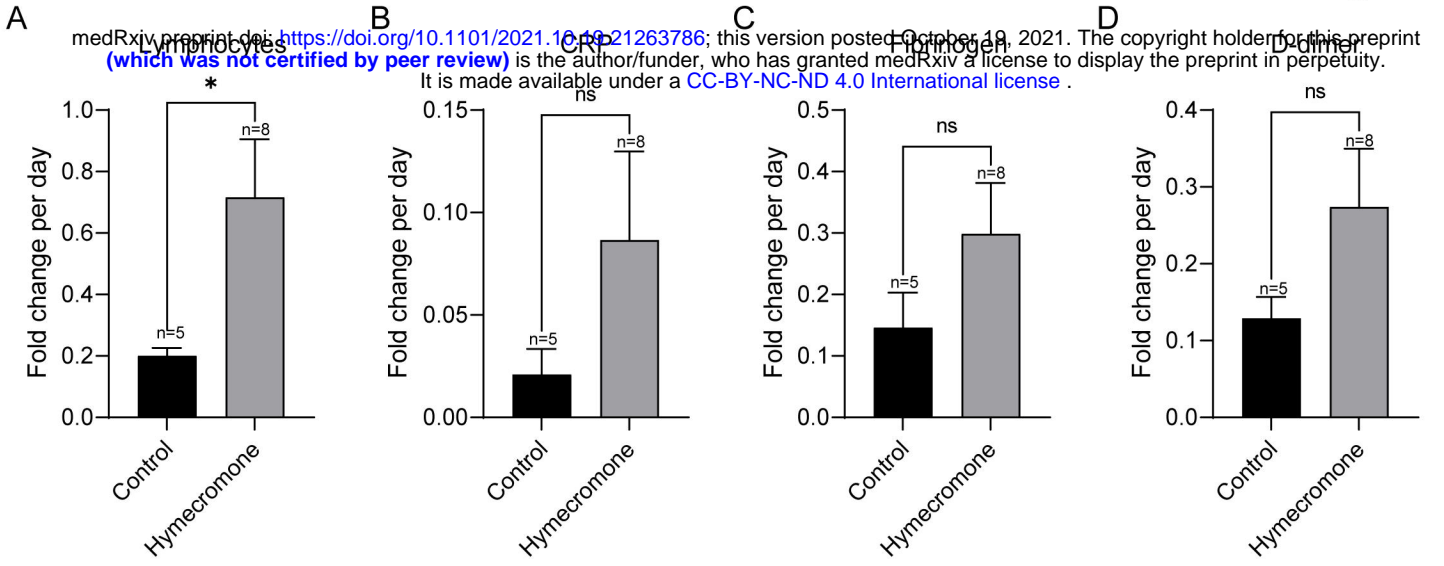 A
B
C
D
medRxiv preprint doi: https://doi.org/10.1101/2021.10.19.21263786; this version posted October 19, 2021. The copyright holder for this preprint
(which was not certified by peer review) is the author/funder, who has granted medRxiv a license to display the preprint in perpetuity.
It is made available under a CC-BY-NC-ND 4.0 International license .
Lymphocytes
*
n=8
n=5
Fold change per day
1.0
0.8
0.6
0.4
0.2
0.0
Control
Hymecromone
CRP
ns
n=8
n=5
Fold change per day
0.15
0.10
0.05
0.00
Control
Hymecromone
Fibrinogen
ns
n=8
n=5
Fold change per day
0.5
0.4
0.3
0.2
0.1
0.0
Control
Hymecromone
D-dimer
ns
n=8
n=5
Fold change per day
0.4
0.3
0.2
0.1
0.0
Control
Hymecromone